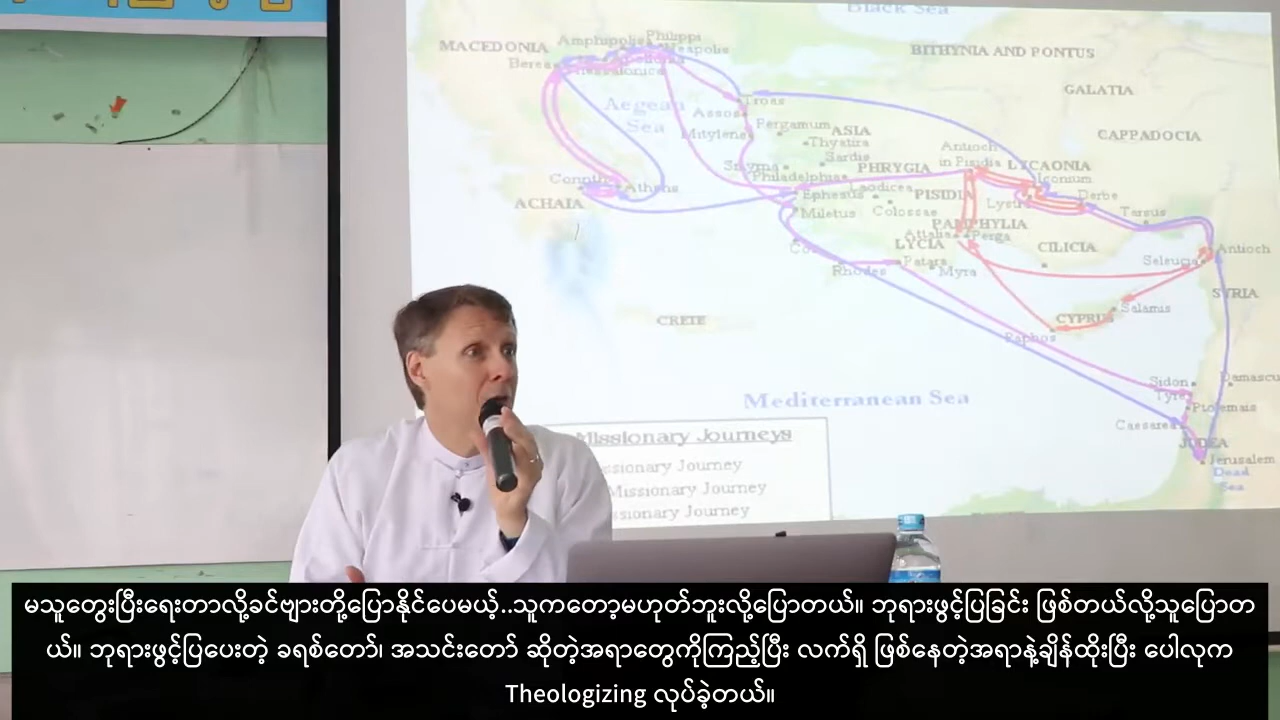 Black Sea
MACEDONIA
Amphipolis
Philippi
Neapolis
Berea
Thessalonica
BITHYNIA AND PONTUS
GALATIA
Aegean
Sea
Troas
Assos
Mitylene
Pergamum
ASIA
Thyatira
Sardis
CAPPADOCIA
Antioch
in Pisidia
LYCAONIA
Smyrna
Philadelphia
PHRYGIA
Iconium
Corinth
Athens
Ephesus
Laodicea
PISIDIA
Lystra
Derbe
ACHAIA
Miletus
Colossae
Tarsus
PAMPHYLIA
Attalia
Perga
LYCIA
CILICIA
Antioch
Rhodes
Patara
Myra
Seleucia
SYRIA
CRETE
CYPRUS
Salamis
Paphos
Mediterranean Sea
Sidon
Damascu
Tyre
Ptolemais
Caesarea
JUDEA
Jerusalem
Dead
Sea
Missionary Journeys
ssionary Journey
Missionary Journey
ssionary Journey
မသူတွေးပြီးရေးတာလို့ခင်ဗျားတို့ပြောနိုင်ပေမယ့်..သူကတော့မဟုတ်ဘူးလို့ပြောတယ်။ ဘုရားဖွင့်ပြခြင်း ဖြစ်တယ်လို့သူပြောတ
ယ်။ ဘုရားဖွင့်ပြပေးတဲ့ ခရစ်တော်၊ အသင်းတော် ဆိုတဲ့အရာတွေကိုကြည့်ပြီး လက်ရှိ ဖြစ်နေတဲ့အရာနဲ့ချိန်ထိုးပြီး ပေါလုက
Theologizing လုပ်ခဲ့တယ်။